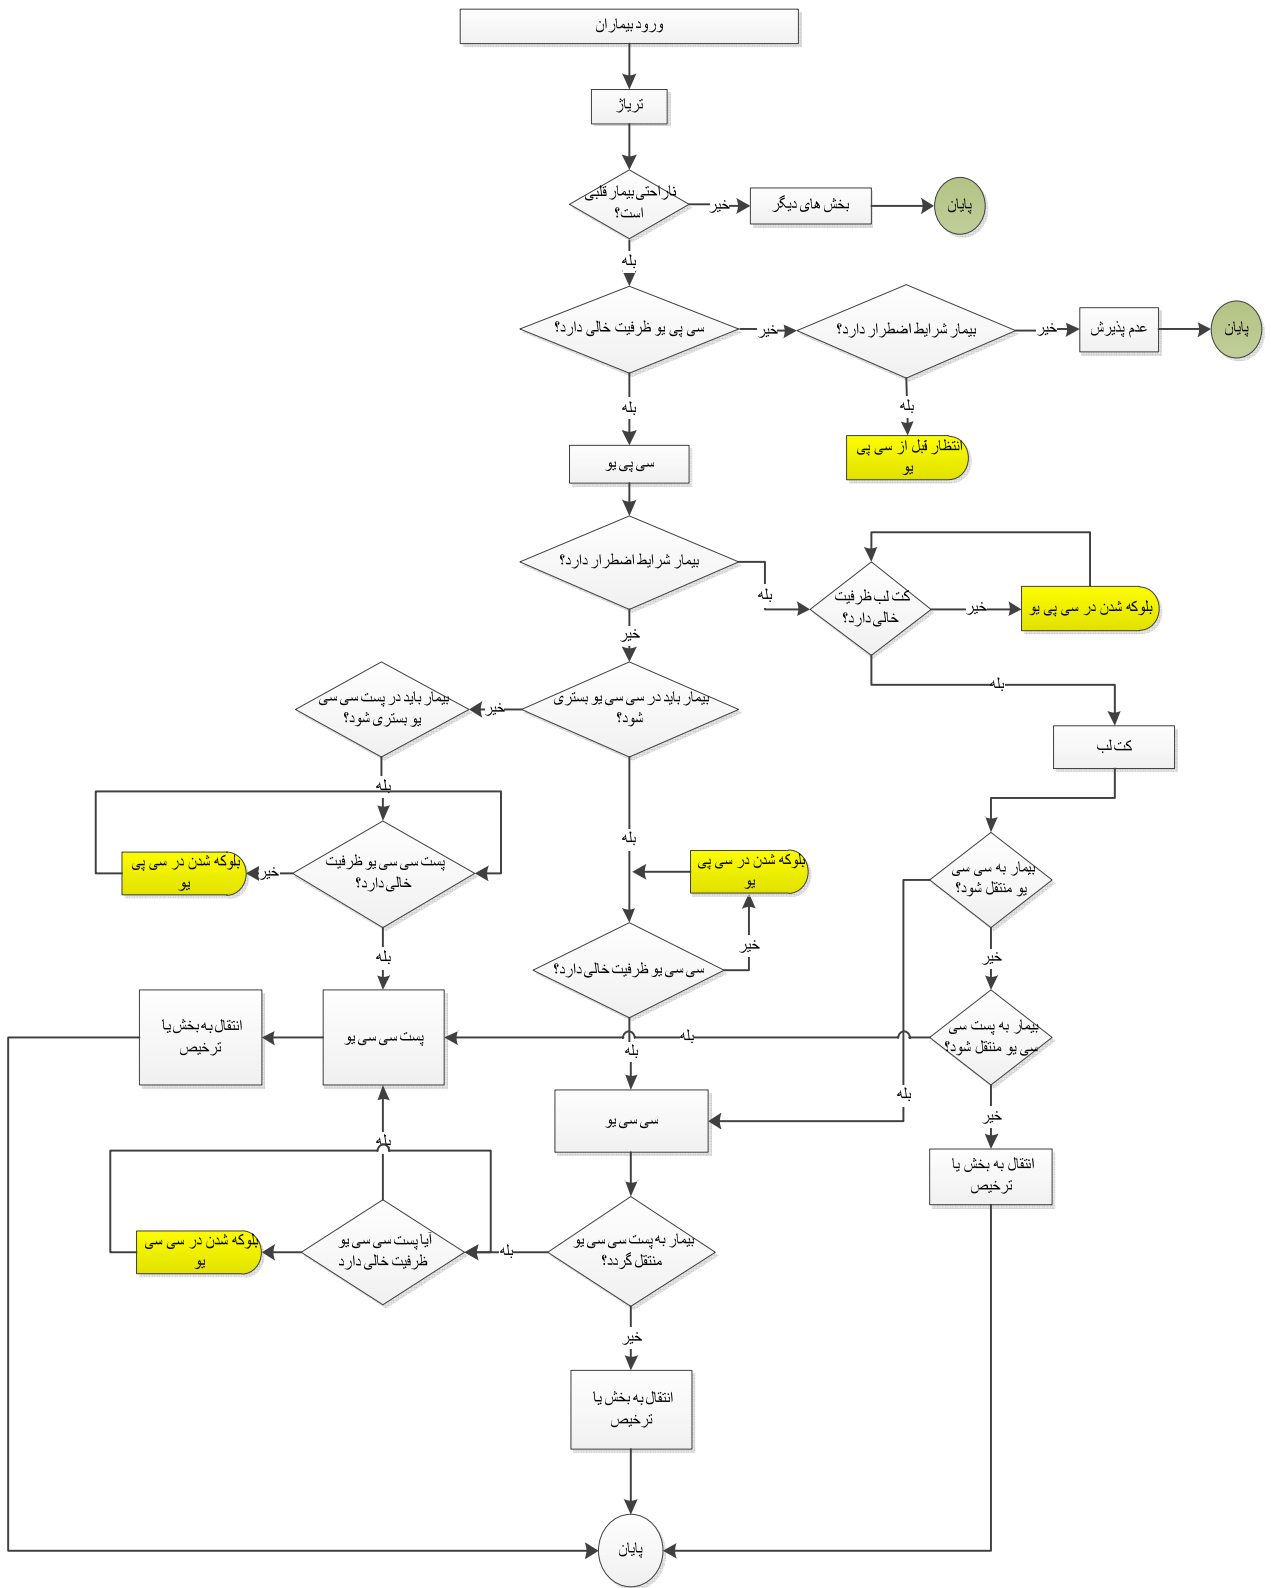 ورود بیماران
تریاژ
ناراحتی بیمار قلبی
است؟
خیر
بخش های دیگر
پایان
بله
سی پی یو ظرفیت خالی دارد؟
خیر
بیمار شرایط اضطرار دارد؟
خیر
عدم پذیرش
پایان
بله
بله
انتظار قبل از سی پی
یو
سی پی یو
بیمار شرایط اضطرار دارد؟
بله
کت لب ظرفیت
خالی دارد؟
خیر
بلوکه شدن در سی پی یو
خیر
بله
بیمار باید در سی سی یو بستری
شود؟
خیر
بیمار باید در پست سی سی
یو بستری شود؟
کت لب
بله
بله
پست سی سی یو ظرفیت
خالی دارد؟
خیر
بلوکه شدن در سی پی
یو
بلوکه شدن در سی پی
یو
بیمار به سی سی
یو منتقل شود؟
خیر
بله
خیر
سی سی یو ظرفیت خالی دارد؟
بیمار به پست سی
سی یو منتقل شود؟
بله
بله
پست سی سی یو
انتقال به بخش یا
ترخیص
بله
خیر
سی سی یو
بله
انتقال به بخش یا
ترخیص
بیمار به پست سی سی یو
منتقل گردد؟
بله
آیا پست سی سی یو
ظرفیت خالی دارد
بلوکه شدن در سی سی
یو
خیر
انتقال به بخش یا
ترخیص
پایان